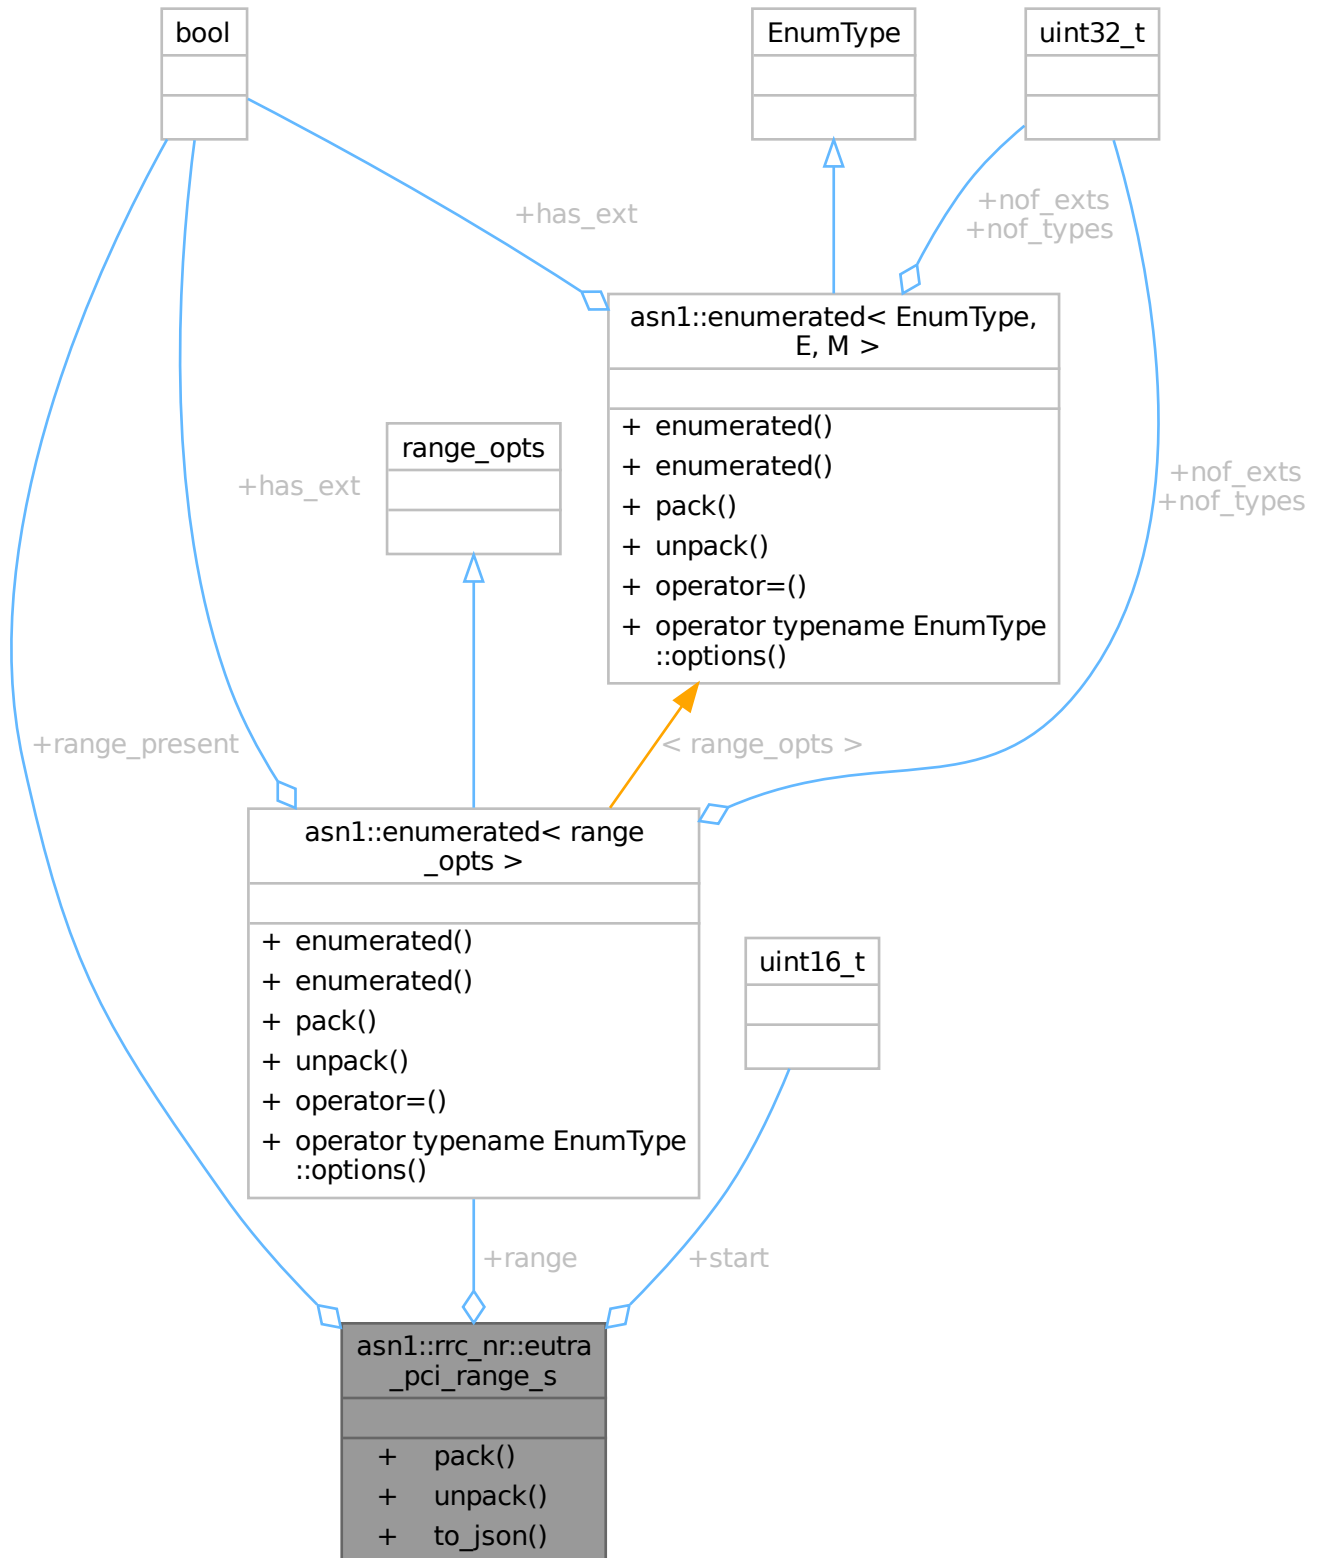 bool
EnumType
uint32_t
+has_ext
+nof_exts
+nof_types
asn1::enumerated< EnumType,
E, M >
+ enumerated()
+ enumerated()
+ pack()
+ unpack()
+ operator=()
+ operator typename EnumType
::options()
range_opts
+has_ext
+nof_exts
+nof_types
+range_present
< range_opts >
asn1::enumerated< range
_opts >
+ enumerated()
+ enumerated()
+ pack()
+ unpack()
+ operator=()
+ operator typename EnumType
::options()
uint16_t
+range
+start
asn1::rrc_nr::eutra
_pci_range_s
+ pack()
+ unpack()
+ to_json()